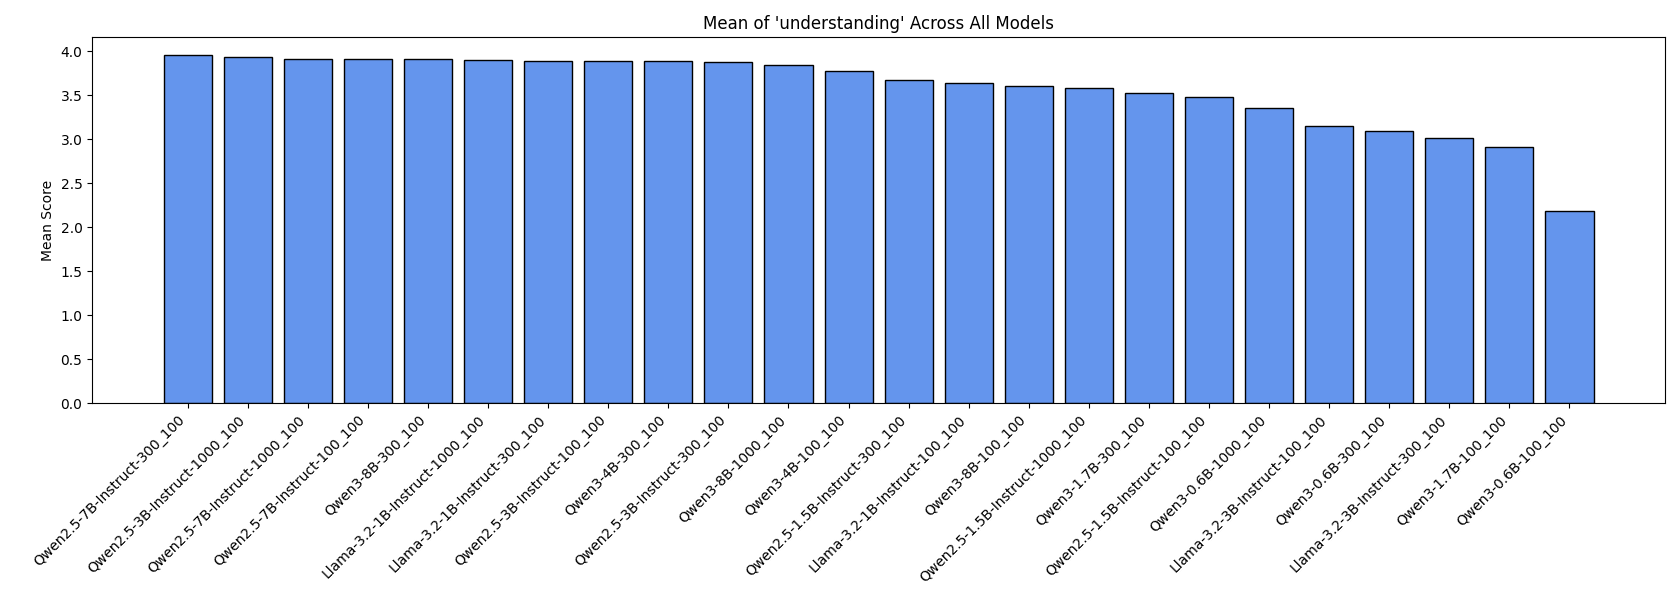 Mean of 'understanding' Across All Models
Mean Score
4.0
3.5
3.0
2.5
2.0
1.5
1.0
0.5
0.0
Qwen2.5-7B-Instruct-300_100
Qwen2.5-3B-Instruct-1000_100
Qwen2.5-7B-Instruct-1000_100
Qwen2.5-7B-Instruct-100_100
Qwen3-8B-300_100
Llama-3.2-1B-Instruct-1000_100
Llama-3.2-1B-Instruct-300_100
Qwen2.5-3B-Instruct-100_100
Qwen3-4B-300_100
Qwen2.5-3B-Instruct-300_100
Qwen3-8B-1000_100
Qwen3-4B-100_100
Qwen2.5-1.5B-Instruct-300_100
Llama-3.2-1B-Instruct-100_100
Qwen3-8B-100_100
Qwen2.5-1.5B-Instruct-1000_100
Qwen3-1.7B-300_100
Qwen2.5-1.5B-Instruct-100_100
Qwen3-0.6B-1000_100
Llama-3.2-3B-Instruct-100_100
Qwen3-0.6B-300_100
Llama-3.2-3B-Instruct-300_100
Qwen3-1.7B-100_100
Qwen3-0.6B-100_100